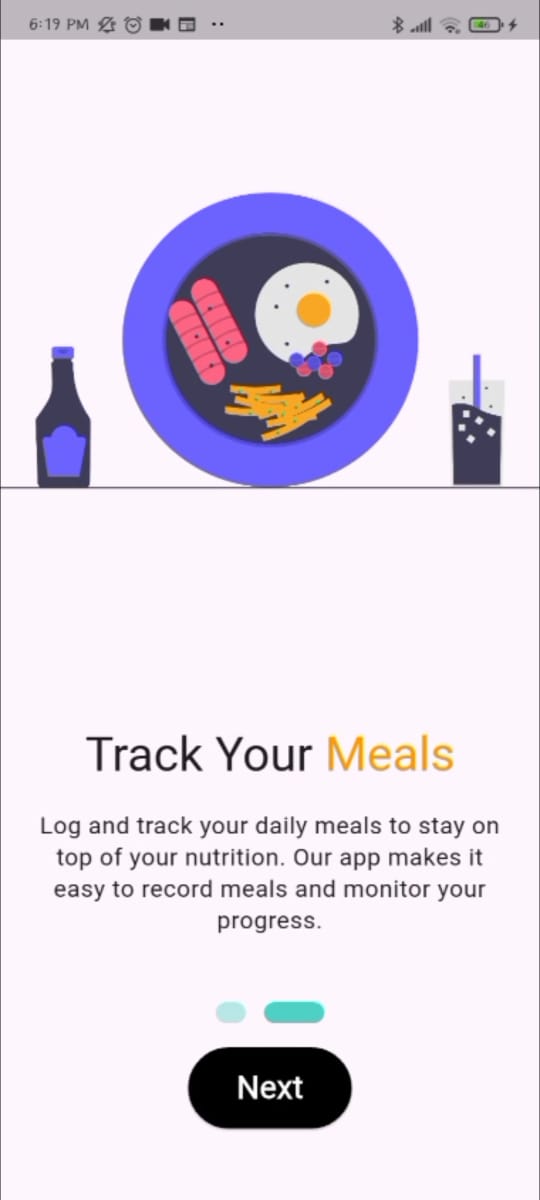 6:19 PM
46
Track Your Meals
Log and track your daily meals to stay on
top of your nutrition. Our app makes it
easy to record meals and monitor your
progress.
Next